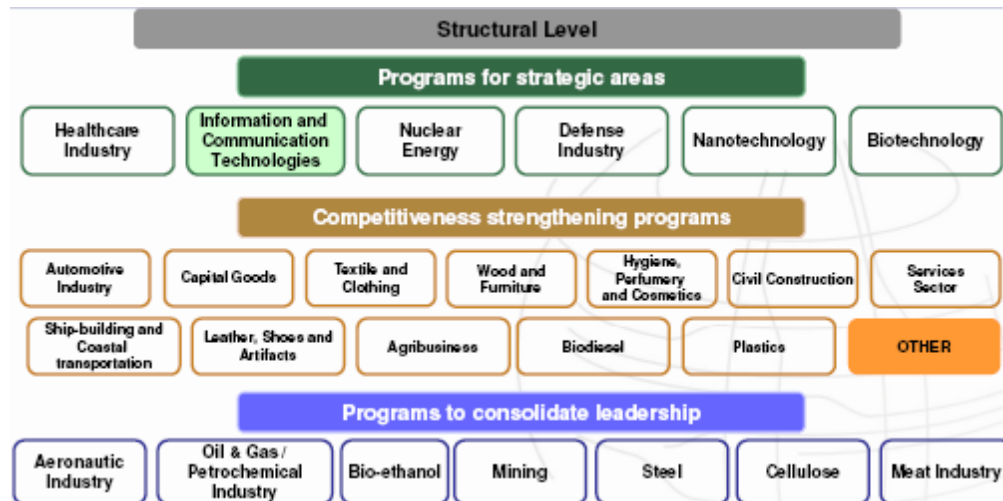 Structural Level
Programs for strategic areas
Healthcare
Industry
Information and
Communication
Technologies
Nuclear
Energy
Defense
Industry
Nanotechnology
Biotechnology
Competitiveness strengthening programs
Automotive
Industry
Capital Goods
Textile and
Clothing
Wood and
Furniture
Hygiene,
Perfumery
and Cosmetics
Civil Construction
Services
Sector
Ship-building and
Coastal
transportation
Leather, Shoes and
Artifacts
Agribusiness
Biodiesel
Plastics
OTHER
Programs to consolidate leadership
Aeronautic
Industry
Oil & Gas /
Petrochemical
Industry
Bio-ethanol
Mining
Steel
Cellulose
Meat Industry